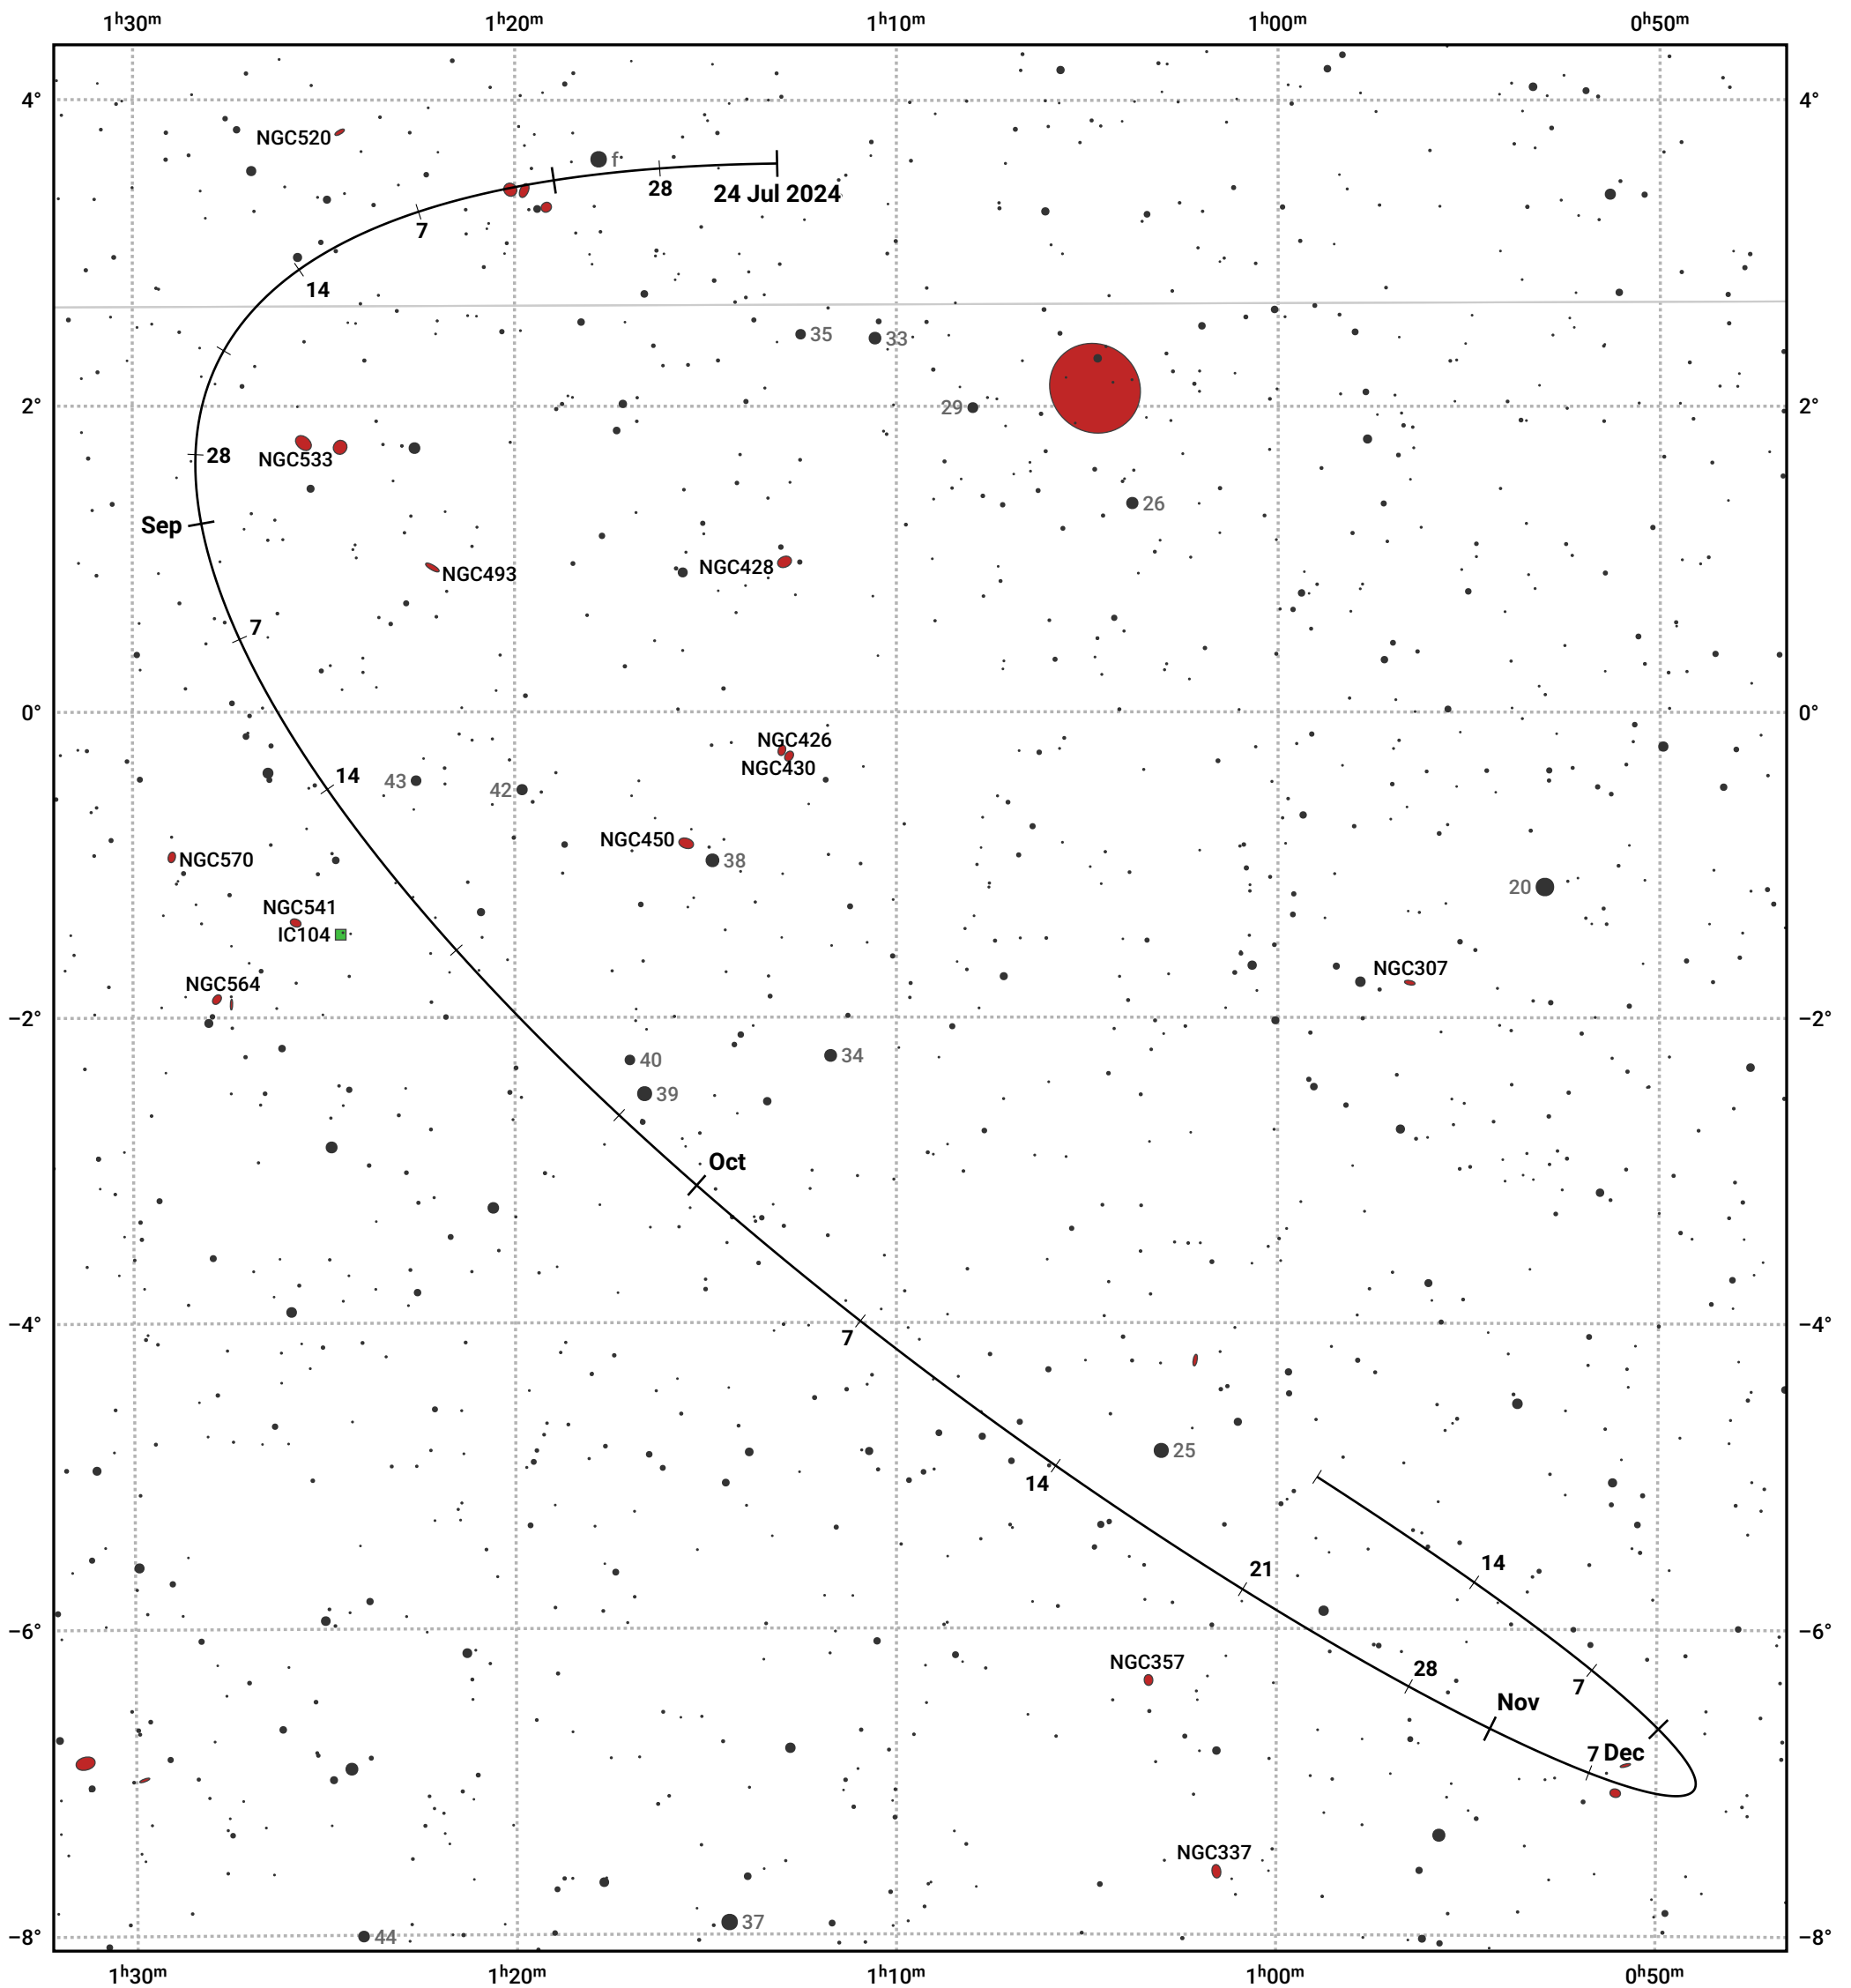 1h30m 1h20m 1h10m 1h00m 0h50m
4° 4°
NGC520
f
28
24 Jul 2024
7
14
35 33
2° 29 2°
28 NGC533
26
Sep
NGC428
NGC493
7
0° 0°
NGC426
NGC430
14
43 42
NGC450
38
NGC570
20
NGC541
IC104
NGC307
NGC564
−2° −2°
40 34
39
Oct
−4° −4°
7
25
14
21
14
−6° −6°
NGC357
28
7
Nov
7 Dec
NGC337
37
−8° 44 −8°
1h30m 1h20m 1h10m 1h00m 0h50m